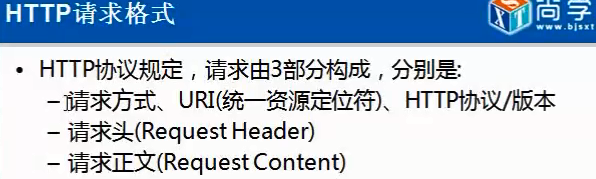 HTTP请求格式
尚学
www.bjsxt
• HTTP协议规定，请求由3部分构成，分别是:
– 请求方式、URI(统一资源定位符)、HTTP协议/版本
– 请求头(Request Header)
– 请求正文(Request Content)